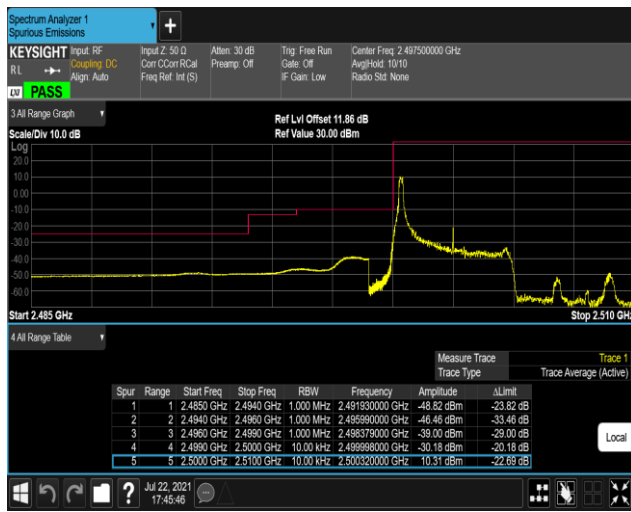 Spectrum Analyzer 1
Spurious Emissions
KEYSIGHT Input: RF Input Z: 50 Ω Atten: 30 dB Trig: Free Run Center Freq: 2.497500000 GHz
RL Coupling: DC Corr CCorr RCal Preamp: Off Gate: Off Avg|Hold: 10/10
Align: Auto Freq Ref: Int (S) IF Gain: Low Radio Std: None
LXI PASS
3 All Range Graph
Ref Lvl Offset 11.86 dB
Scale/Div 10.0 dB Ref Value 30.00 dBm
Log
20.0
10.0
0.00
-10.0
-20.0
-30.0
-40.0
-50.0
-60.0
Start 2.485 GHz Stop 2.510 GHz
4 All Range Table
Measure Trace Trace 1
Trace Type Trace Average (Active)
Spur Range Start Freq Stop Freq RBW Frequency Amplitude ΔLimit
1 1 2.4850 GHz 2.4940 GHz 1.000 MHz 2.491930000 GHz -48.82 dBm -23.82 dB
2 2 2.4940 GHz 2.4960 GHz 1.000 MHz 2.495990000 GHz -46.46 dBm -33.46 dB
3 3 2.4960 GHz 2.4990 GHz 1.000 MHz 2.498379000 GHz -39.00 dBm -29.00 dB
4 4 2.4990 GHz 2.5000 GHz 10.00 kHz 2.499998000 GHz -30.18 dBm -20.18 dB
5 5 2.5000 GHz 2.5100 GHz 10.00 kHz 2.500320000 GHz 10.31 dBm -22.69 dB
Local
Jul 22, 2021
17:45:46